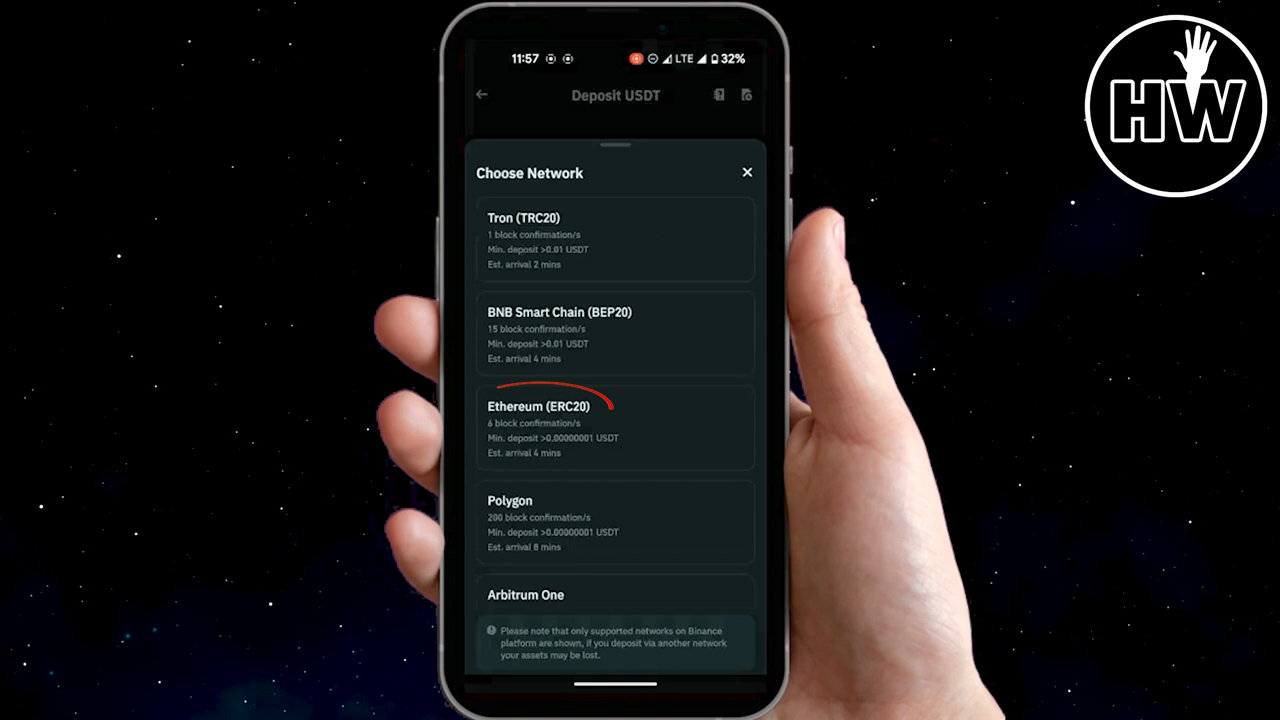 HW
11:57 LTE 32%
Deposit USDT
Choose Network
Tron (TRC20)
1 block confirmation/s
Min. deposit >0.01 USDT
Est. arrival 2 mins
BNB Smart Chain (BEP20)
15 block confirmation/s
Min. deposit >0.01 USDT
Est. arrival 4 mins
Ethereum (ERC20)
6 block confirmation/s
Min. deposit >0.00000001 USDT
Est. arrival 4 mins
Polygon
200 block confirmation/s
Min. deposit >0.00000001 USDT
Est. arrival 8 mins
Arbitrum One
Please note that only supported networks on Binance
platform are shown, if you deposit via another network
your assets may be lost.